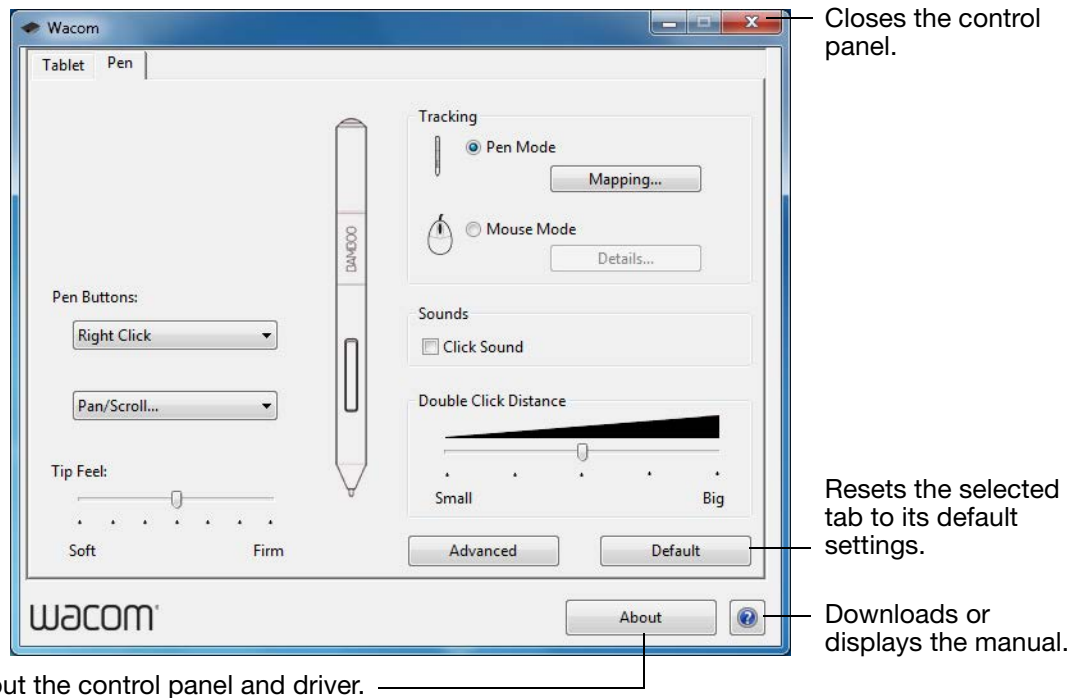 Wacom
Closes the control
panel.
Tablet Pen
Tracking
Pen Mode
Mapping...
Mouse Mode
Details...
BAMBOO
Pen Buttons:
Right Click
Sounds
Click Sound
Pan/Scroll...
Double Click Distance
Tip Feel:
Small Big
Soft Firm
Advanced Default
Resets the selected
tab to its default
settings.
wacom
About ?
Downloads or
displays the manual.
the control panel and driver.